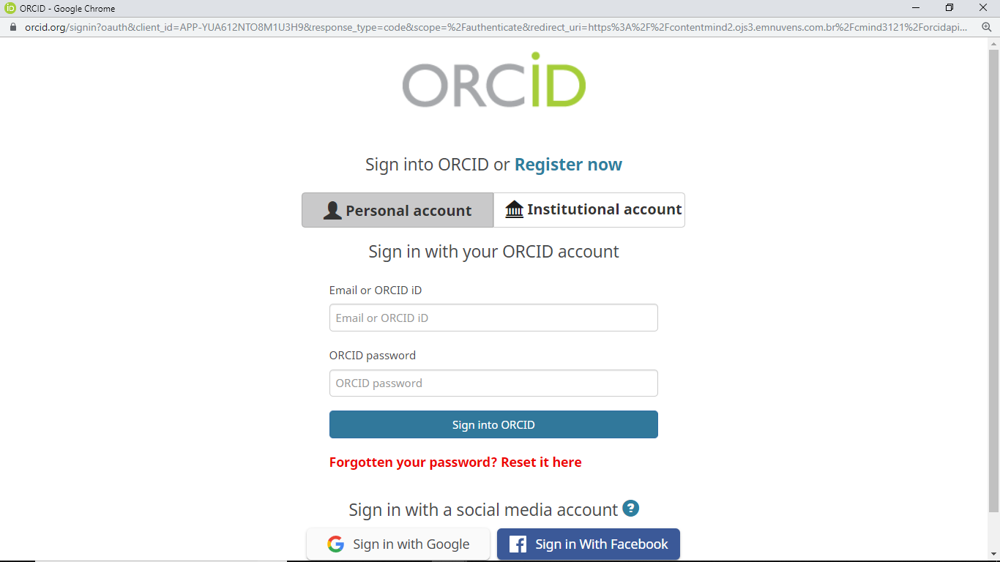 iD ORCID - Google Chrome
orcid.org/signin?oauth&client_id=APP-YUA612NTO8M1U3H9&response_type=code&scope=%2Fauthenticate&redirect_uri=https%3A%2F%2Fcontentmind2.ojs3.emnuvens.com.br%2Fcmind3121%2Forcidapi...
ORCiD
Sign into ORCID or Register now
Personal account Institutional account
Sign in with your ORCID account
Email or ORCID iD
Email or ORCID iD
ORCID password
ORCID password
Sign into ORCID
Forgotten your password? Reset it here
Sign in with a social media account ?
G Sign in with Google f Sign in With Facebook